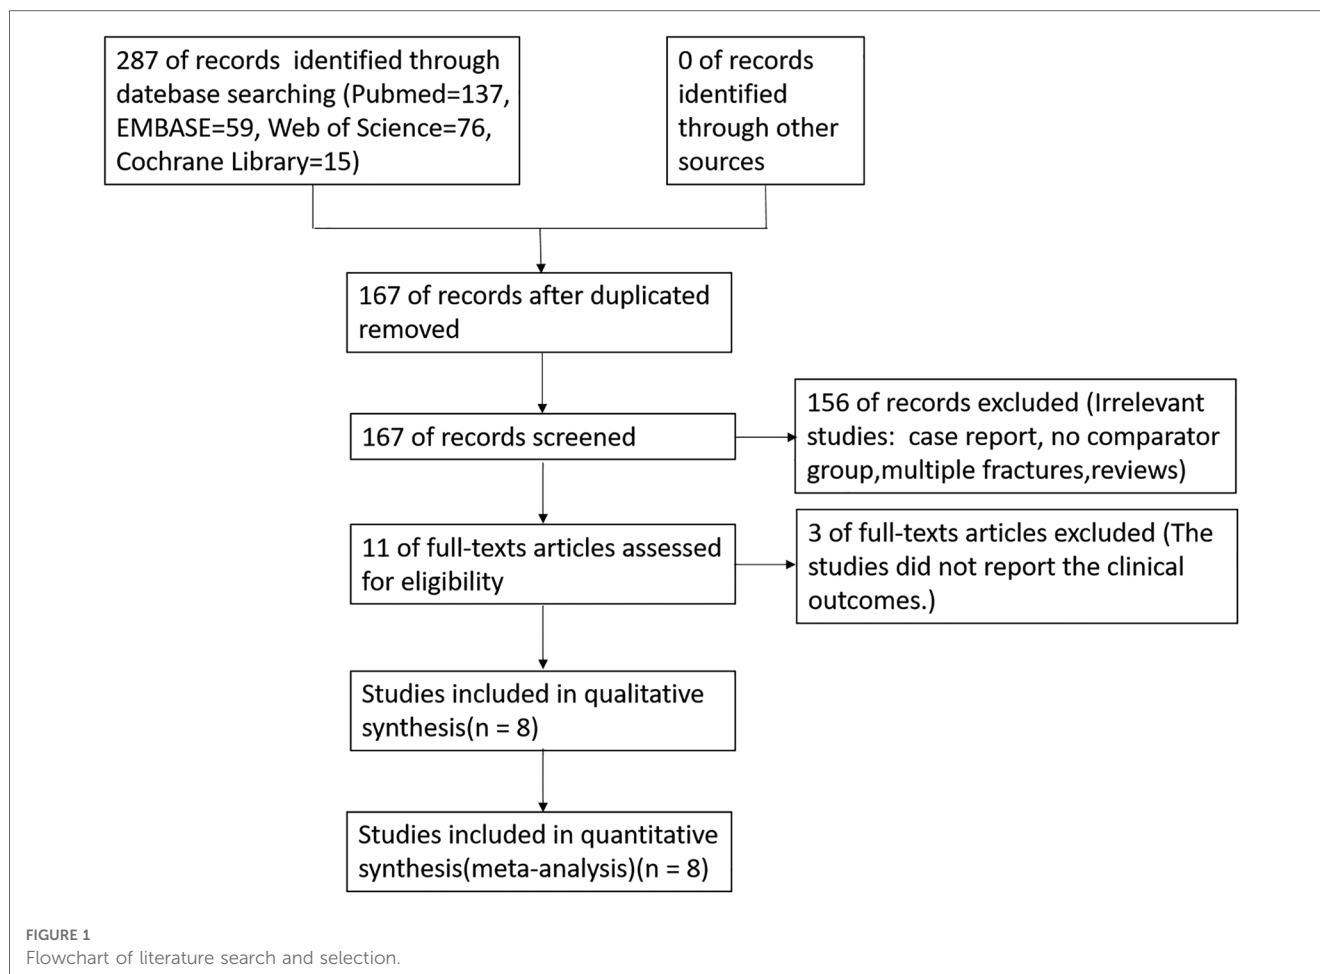 287 of records  identified through
datebase searching (Pubmed=137,
EMBASE=59, Web of Science=76,
Cochrane Library=15)
0 of records
identified
through other
sources
167 of records after duplicated
removed
167 of records screened
156 of records excluded (Irrelevant
studies:  case report, no comparator
group,multiple fractures,reviews)
11 of full-texts articles assessed
for eligibility
3 of full-texts articles excluded (The
studies did not report the clinical
outcomes.)
Studies included in qualitative
synthesis(n = 8)
Studies included in quantitative
synthesis(meta-analysis)(n = 8)
FIGURE 1
Flowchart of literature search and selection.